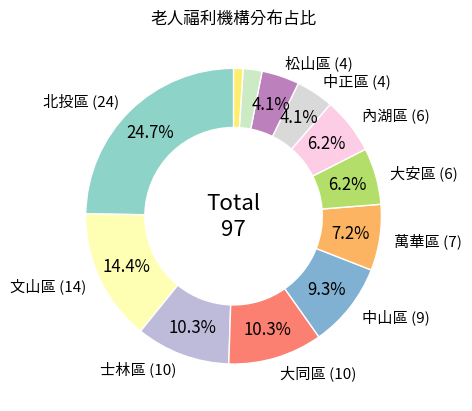 老人福利機構分布占比
松山區 (4)
中正區 (4)
內湖區 (6)
大安區 (6)
萬華區 (7)
中山區 (9)
大同區 (10)
士林區 (10)
文山區 (14)
北投區 (24)
24.7%
14.4%
10.3%
10.3%
9.3%
7.2%
6.2%
6.2%
4.1%
4.1%
Total
97